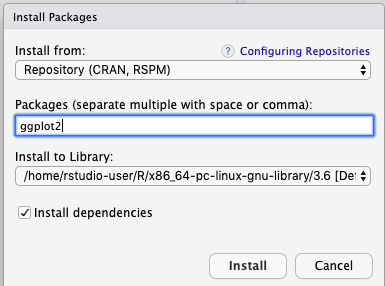 Install Packages
Install from:
? Configuring Repositories
Repository (CRAN, RSPM)
Packages (separate multiple with space or comma):
ggplot2
Install to Library:
/home/rstudio-user/R/x86_64-pc-linux-gnu-library/3.6 [Def
Install dependencies
Install
Cancel